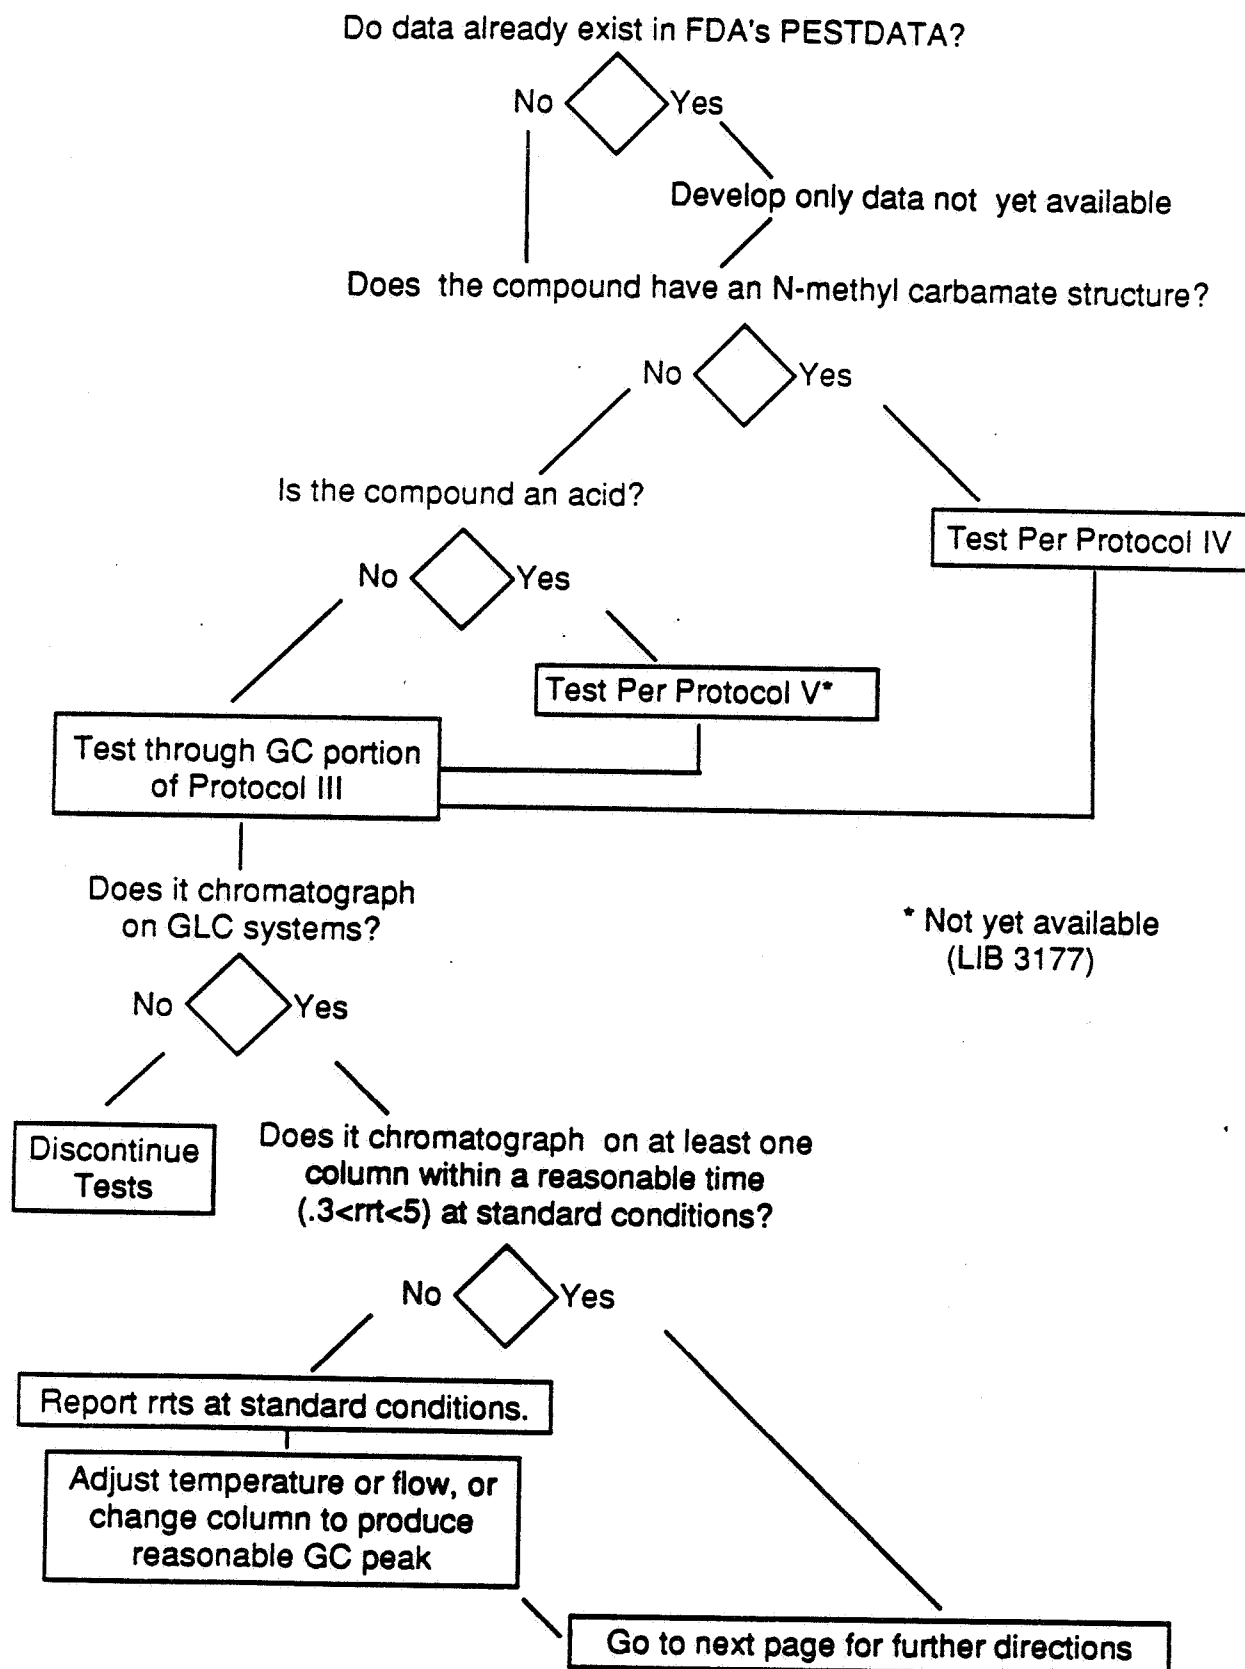 Do data already exist in FDA's PESTDATA?
No Yes
Develop only data not yet available
Does the compound have an N-methyl carbamate structure?
No Yes
Is the compound an acid?
Test Per Protocol IV
No Yes
Test Per Protocol V*
Test through GC portion
of Protocol III
Does it chromatograph
on GLC systems?
* Not yet available
(LIB 3177)
No Yes
Discontinue
Tests
Does it chromatograph on at least one
column within a reasonable time
(.3<rrt<5) at standard conditions?
No Yes
Report rrts at standard conditions.
Adjust temperature or flow, or
change column to produce
reasonable GC peak
Go to next page for further directions